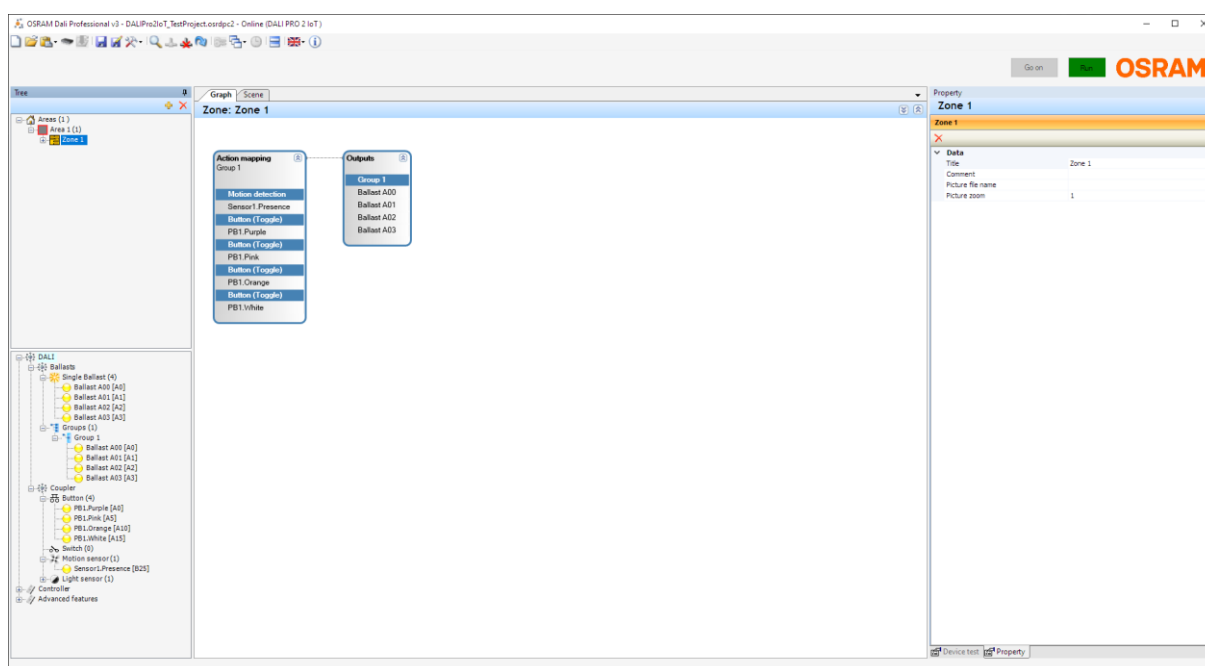 OSRAM Dali Professional v3 - DALIPro2IoT_TestProject.osrdpc2 - Online (DALI PRO 2 IoT )
Go on
Run
OSRAM
Tree
Areas (1 )
Area 1 (1)
Zone 1
DALI
Ballasts
Single Ballast (4)
Ballast A00 [A0]
Ballast A01 [A1]
Ballast A02 [A2]
Ballast A03 [A3]
Groups (1)
Group 1
Ballast A00 [A0]
Ballast A01 [A1]
Ballast A02 [A2]
Ballast A03 [A3]
Coupler
Button (4)
PB1.Purple [A0]
PB1.Pink [A5]
PB1.Orange [A10]
PB1.White [A15]
Switch (0)
Motion sensor (1)
Sensor1.Presence [B25]
Light sensor (1)
Controller
Advanced features
Graph
Scene
Zone: Zone 1
Action mapping
Group 1
Motion detection
Sensor1.Presence
Button (Toggle)
PB1.Purple
Button (Toggle)
PB1.Pink
Button (Toggle)
PB1.Orange
Button (Toggle)
PB1.White
Outputs
Group 1
Ballast A00
Ballast A01
Ballast A02
Ballast A03
Property
Zone 1
Zone 1
Data
Title Zone 1
Comment
Picture file name
Picture zoom 1
Device test
Property